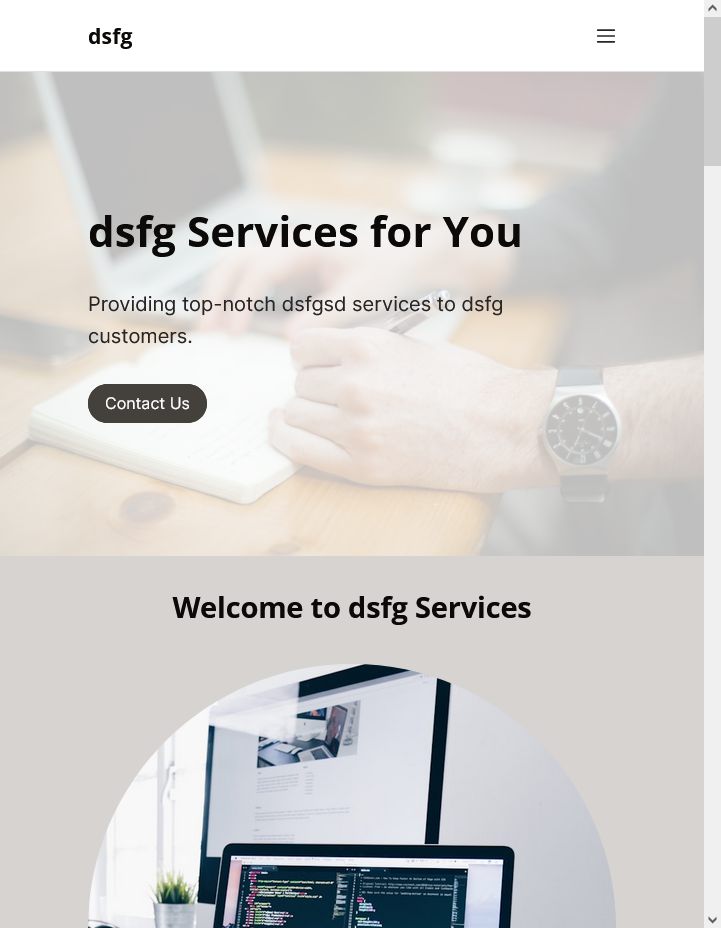 dsfg
dsfg Services for You
Providing top-notch dsfgsd services to dsfg
customers.
Contact Us
Welcome to dsfg Services